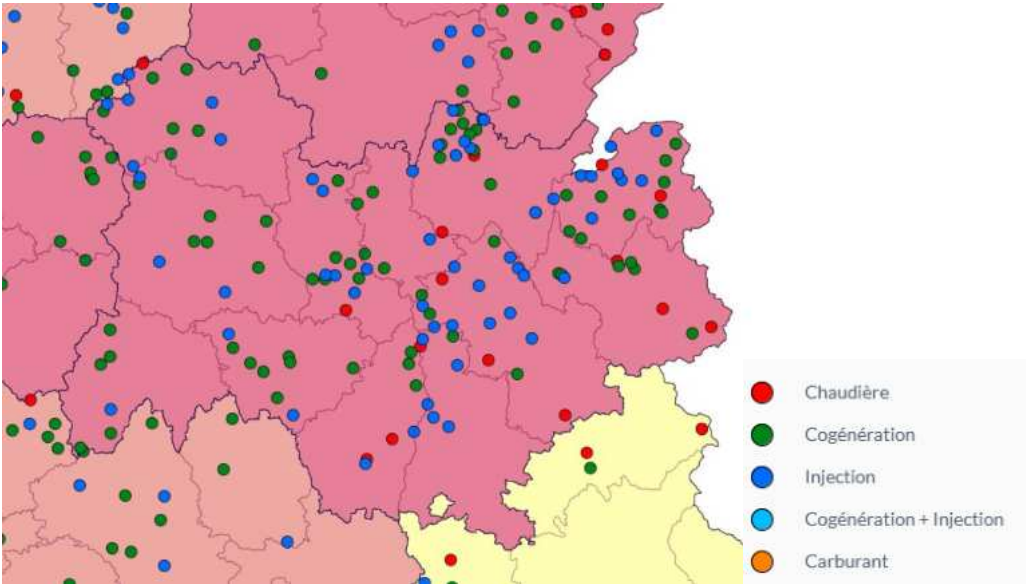 Chaudière
Cogénération
Injection
Cogénération + Injection
Carburant